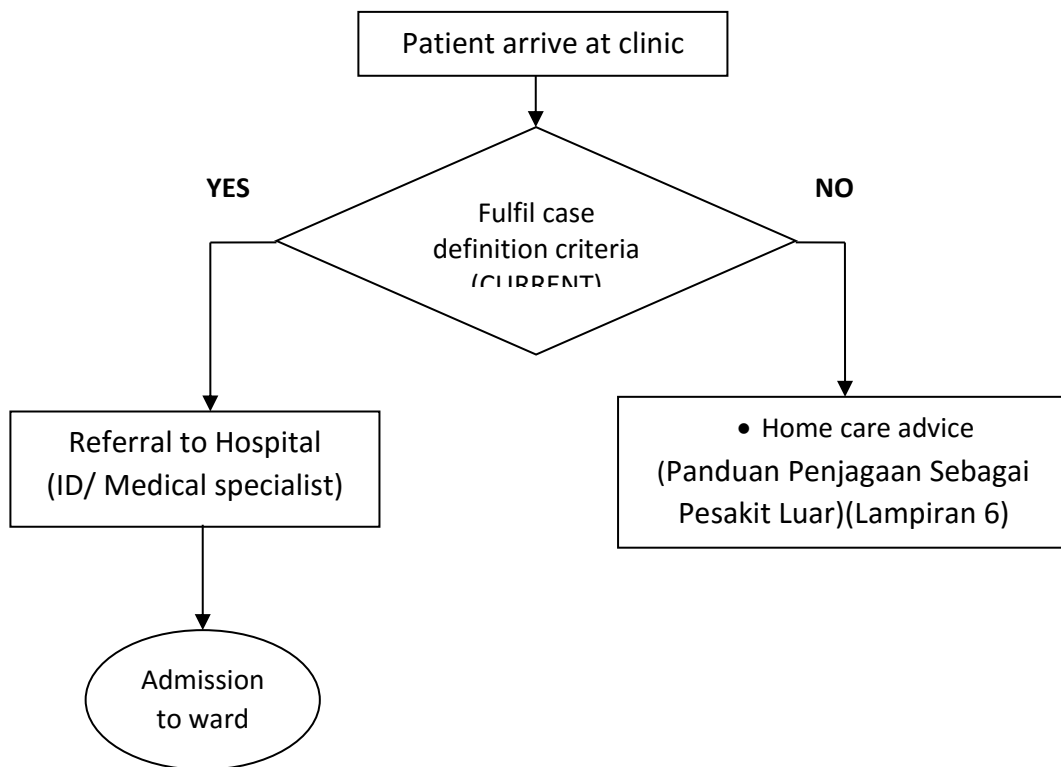 Patient arrive at clinic
YES
NO
Fulfil case
definition criteria
(CURRENT)
Referral to Hospital
(ID/ Medical specialist)
• Home care advice
(Panduan Penjagaan Sebagai
Pesakit Luar)(Lampiran 6)
Admission
to ward